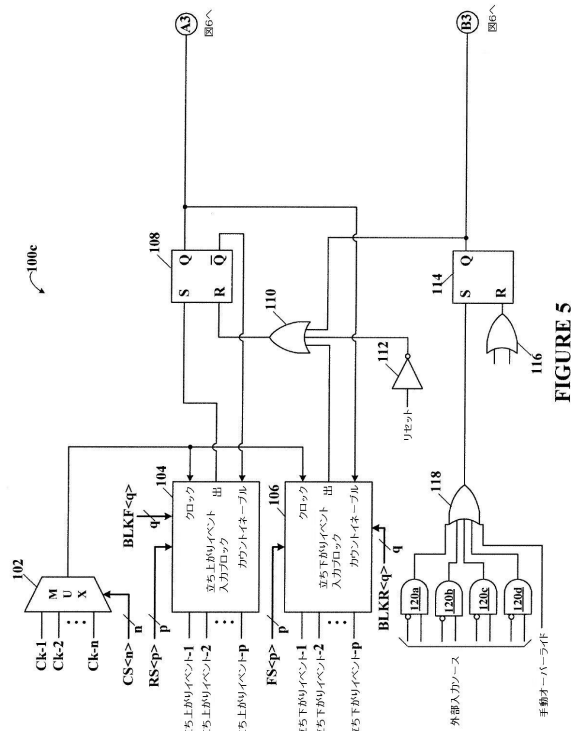 100c
102
M
U
X
Ck-1
Ck-2
Ck-n
CS<n>
n
RS<p>
p
BLKF<q>
q
104
クロック
立ち上がりイベント
入力ブロック
出
カウントイネーブル
立ち上がりイベント-1
立ち上がりイベント-2
立ち上がりイベント-p
FS<p>
p
106
クロック
立ち下がりイベント
入力ブロック
出
カウントイネーブル
立ち下がりイベント-1
立ち下がりイベント-2
立ち下がりイベント-p
BLKR<q>
q
108
S
Q
R
Q
110
112
リセット
A3
図6へ
B3
図6へ
114
S
Q
R
116
118
120a
120b
120c
120d
外部入力ソース
手動オーバーライド
FIGURE 5